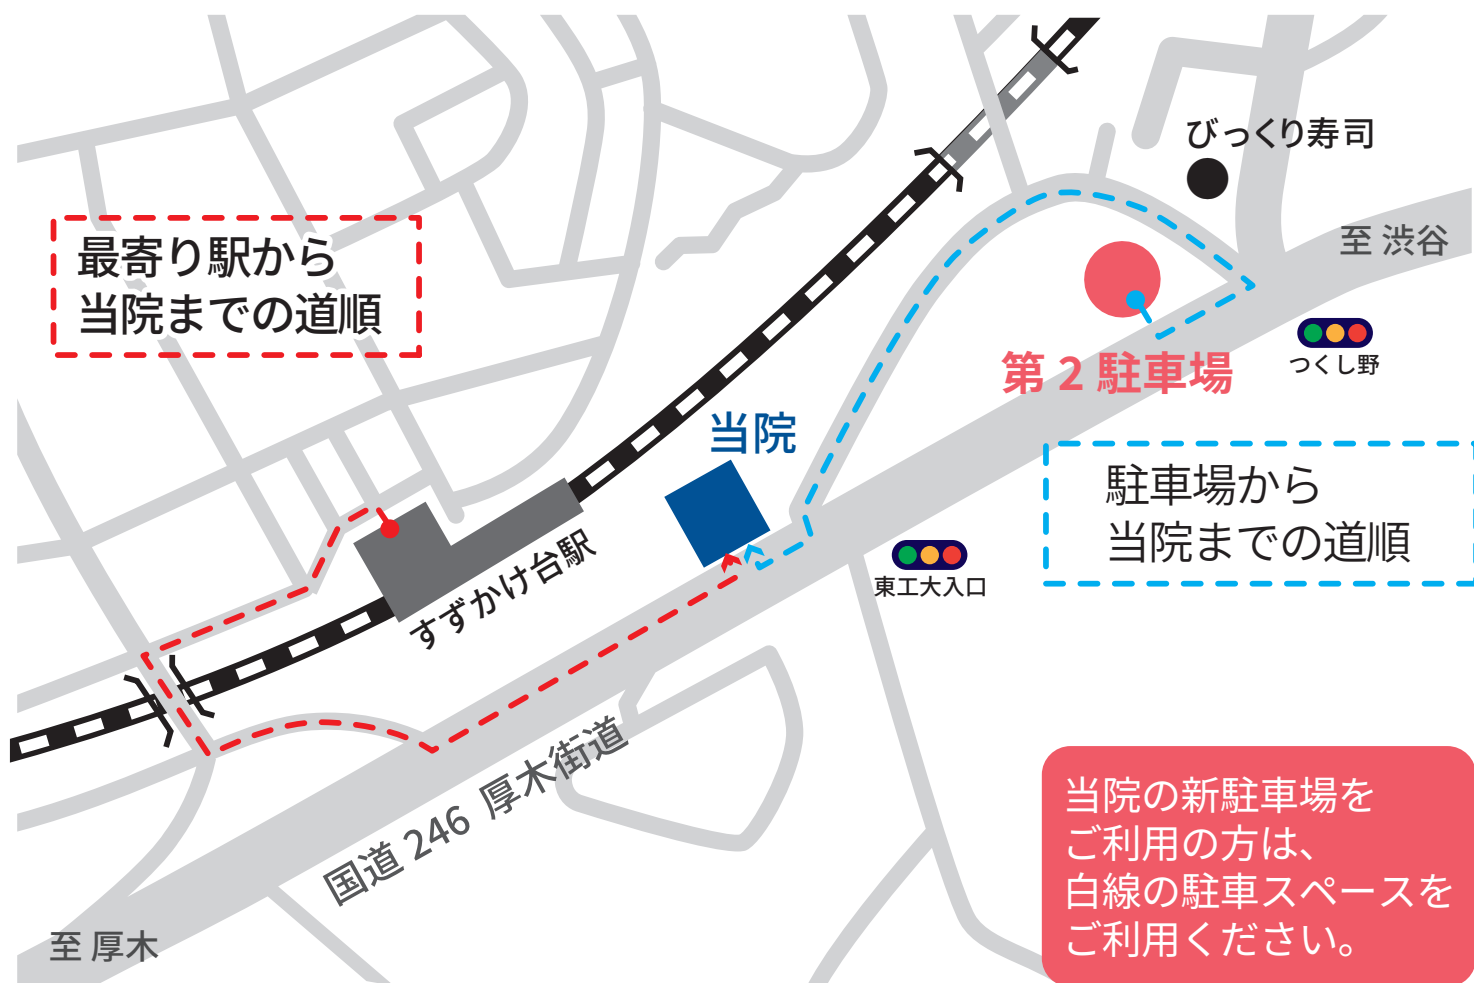 びっくり寿司
至 渋谷
最寄り駅から
当院までの道順
つくし野
第 2 駐車場
当院
駐車場から
当院までの道順
すずかけ台駅
東工大入口
国道 246 厚木街道
当院の新駐車場を
ご利用の方は、
白線の駐車スペースを
ご利用ください。
至 厚木